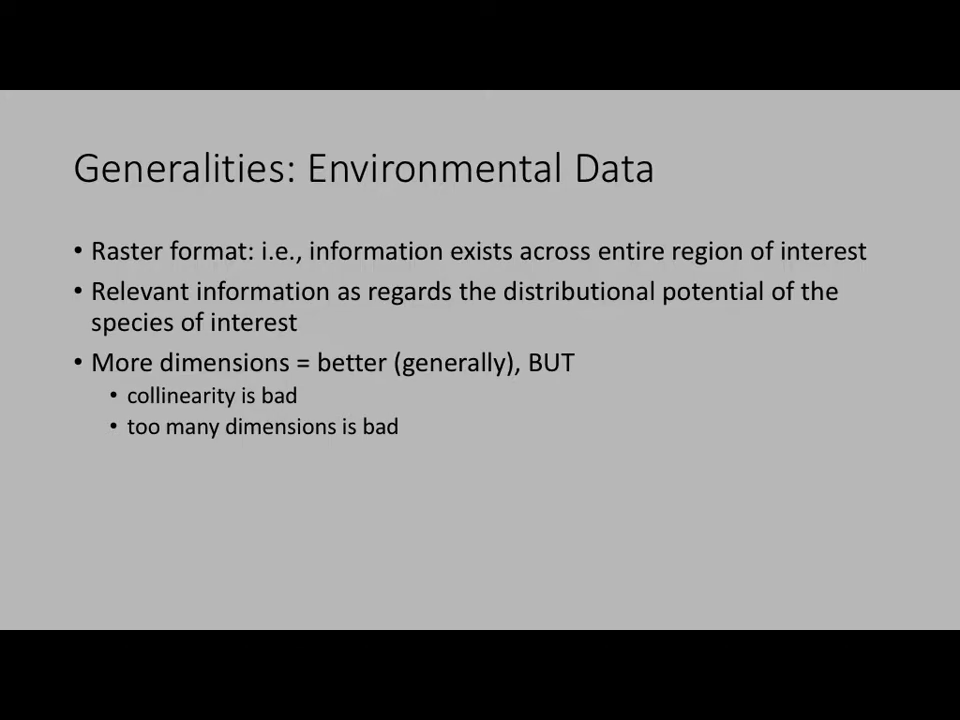 Generalities: Environmental Data
• Raster format: i.e., information exists across entire region of interest
• Relevant information as regards the distributional potential of the
species of interest
• More dimensions = better (generally), BUT
• collinearity is bad
• too many dimensions is bad